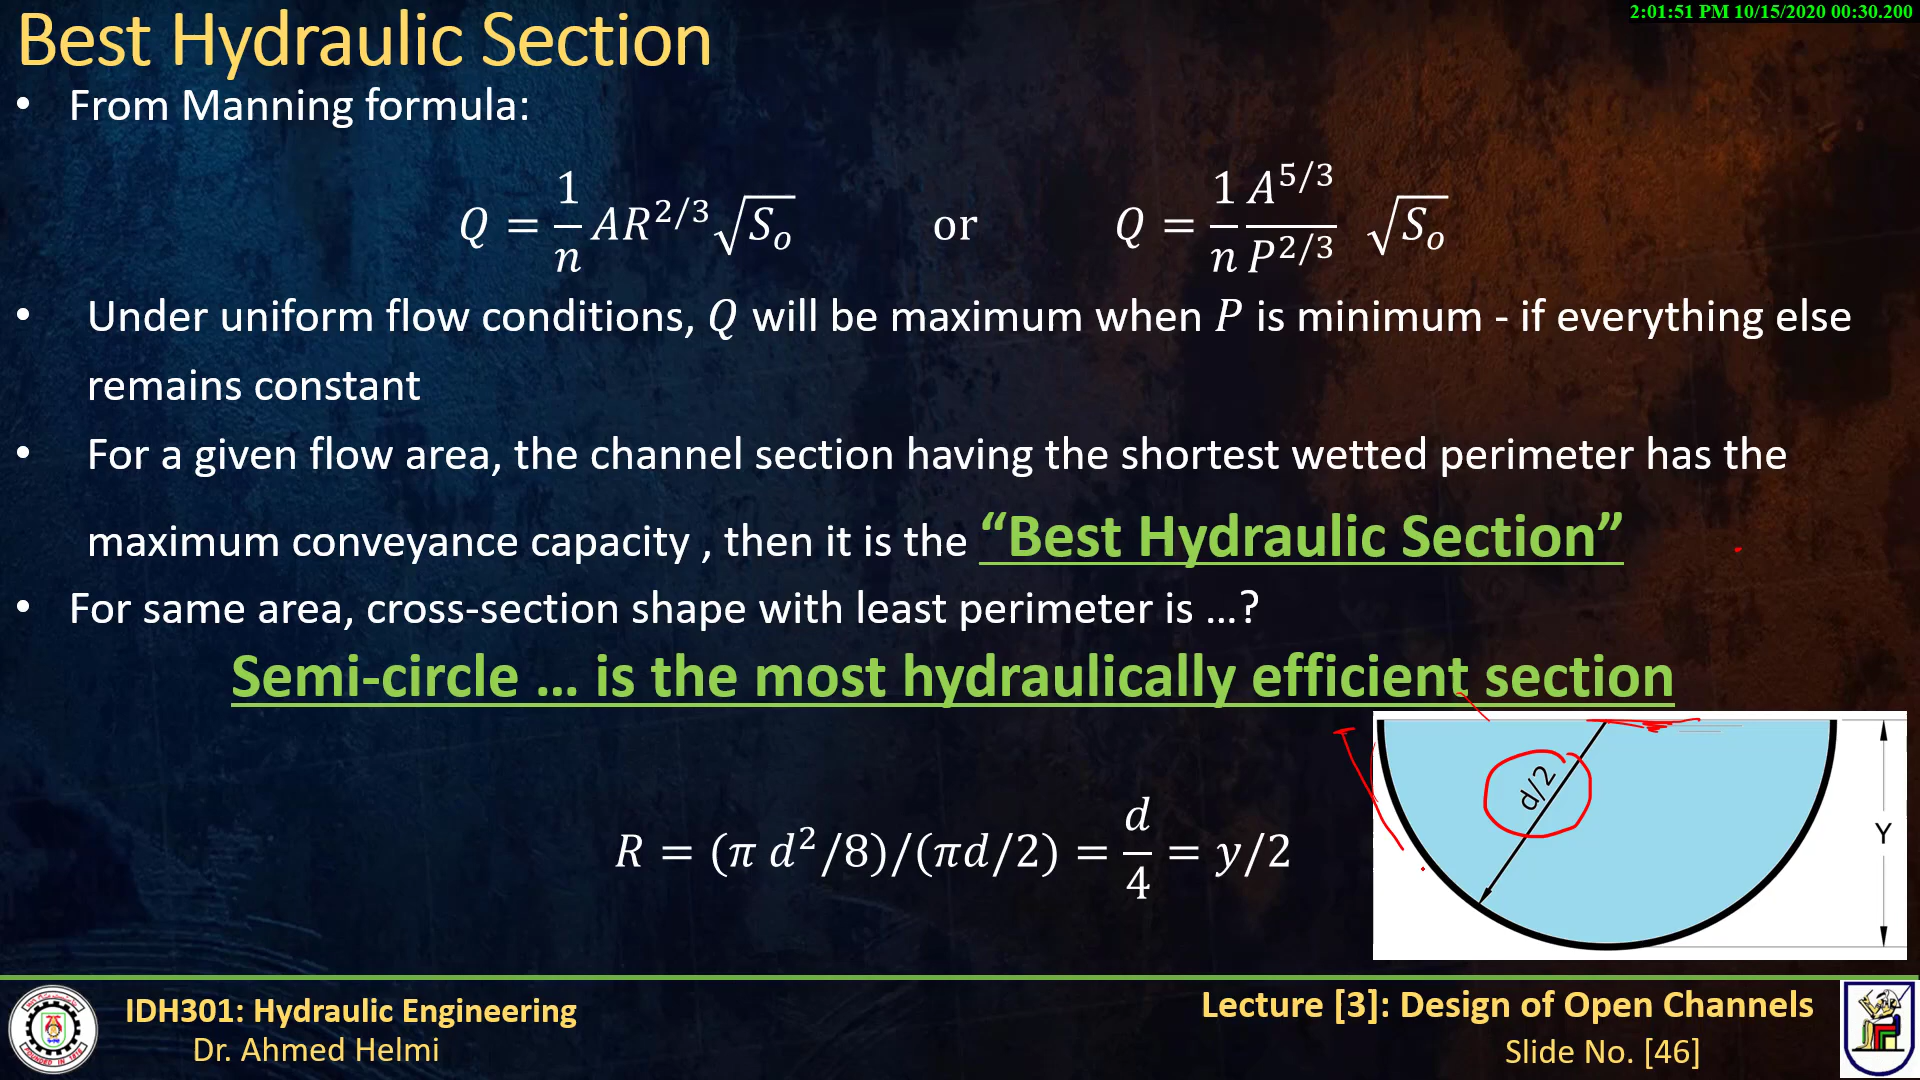 2:01:51 PM 10/15/2020 00:30.200
Best Hydraulic Section
• From Manning formula:
Q = 1/n AR^{2/3} √S_o or Q = 1/n A^{5/3}/P^{2/3} √S_o
• Under uniform flow conditions, Q will be maximum when P is minimum - if everything else
remains constant
• For a given flow area, the channel section having the shortest wetted perimeter has the
maximum conveyance capacity , then it is the “Best Hydraulic Section”
• For same area, cross-section shape with least perimeter is …?
Semi-circle … is the most hydraulically efficient section
R = (π d²/8)/(πd/2) = d/4 = y/2
d/2
Y
IDH301: Hydraulic Engineering
Dr. Ahmed Helmi
Lecture [3]: Design of Open Channels
Slide No. [46]